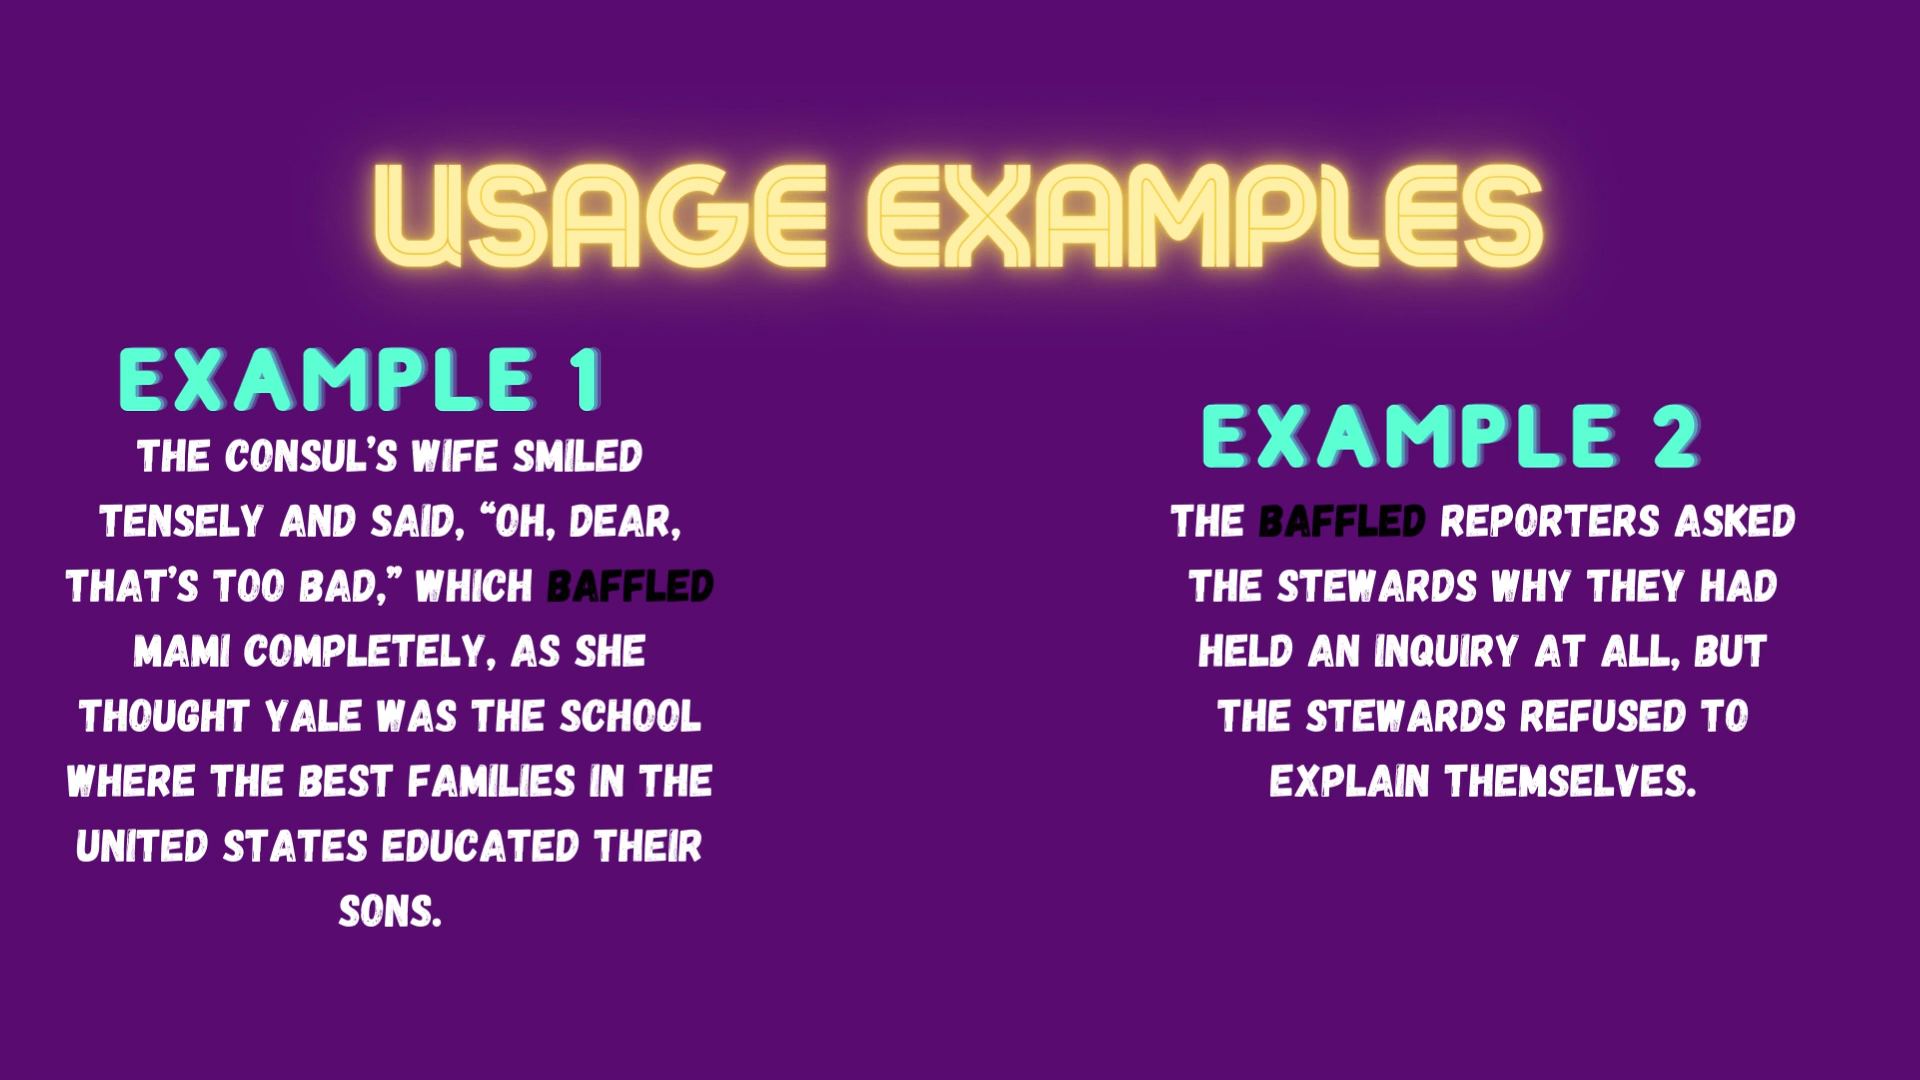 USAGE EXAMPLES
EXAMPLE 1
THE CONSUL’S WIFE SMILED
TENSELY AND SAID, “OH, DEAR,
THAT’S TOO BAD,” WHICH BAFFLED
MAMI COMPLETELY, AS SHE
THOUGHT YALE WAS THE SCHOOL
WHERE THE BEST FAMILIES IN THE
UNITED STATES EDUCATED THEIR
SONS.
EXAMPLE 2
THE BAFFLED REPORTERS ASKED
THE STEWARDS WHY THEY HAD
HELD AN INQUIRY AT ALL, BUT
THE STEWARDS REFUSED TO
EXPLAIN THEMSELVES.